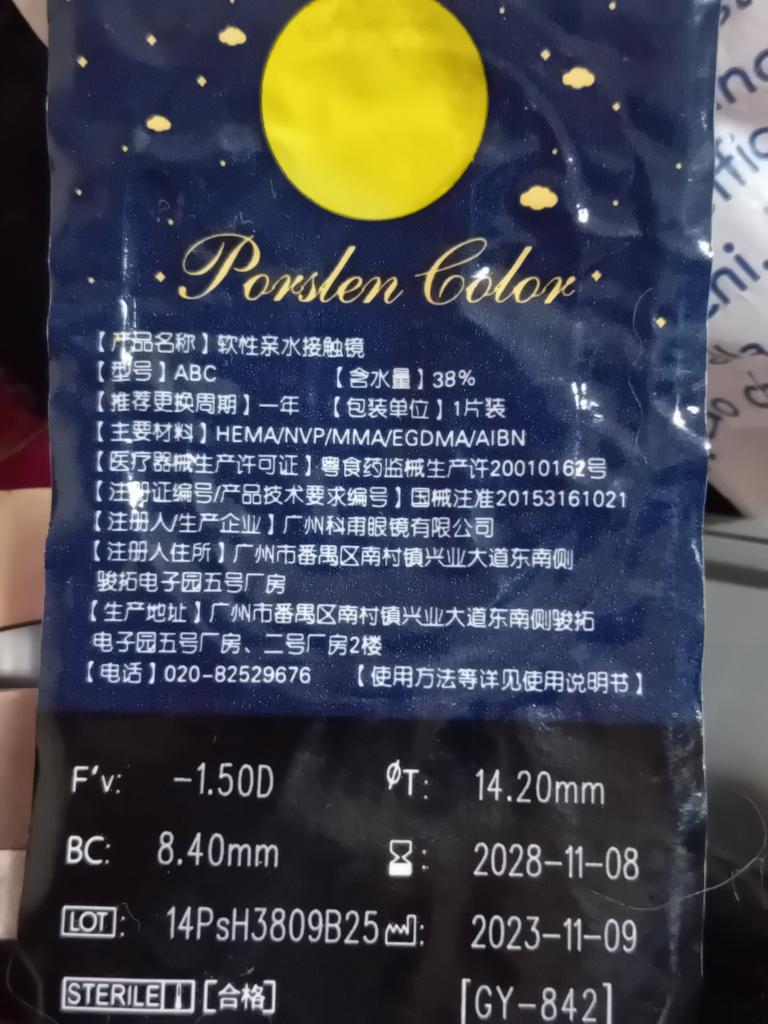 Porslen Color
【产品名称】软性亲水接触镜
【型号】ABC 【含水量】38%
【推荐更换周期】一年 【包装单位】1片装
【主要材料】HEMA/NVP/MMA/EGDMA/AIBN
【医疗器械生产许可证】粤食药监械生产许20010162号
【注册证编号/产品技术要求编号】国械注准20153161021
【注册人/生产企业】广州科甫眼镜有限公司
【注册人住所】广州市番禺区南村镇兴业大道东南侧
骏拓电子园五号厂房
【生产地址】广州市番禺区南村镇兴业大道东南侧骏拓
电子园五号厂房、二号厂房2楼
【电话】020-82529676 【使用方法等详见使用说明书】
F'v: -1.50D ØT: 14.20mm
BC: 8.40mm : 2028-11-08
LOT: 14PsH3809B25 : 2023-11-09
STERILE [合格] [GY-842]